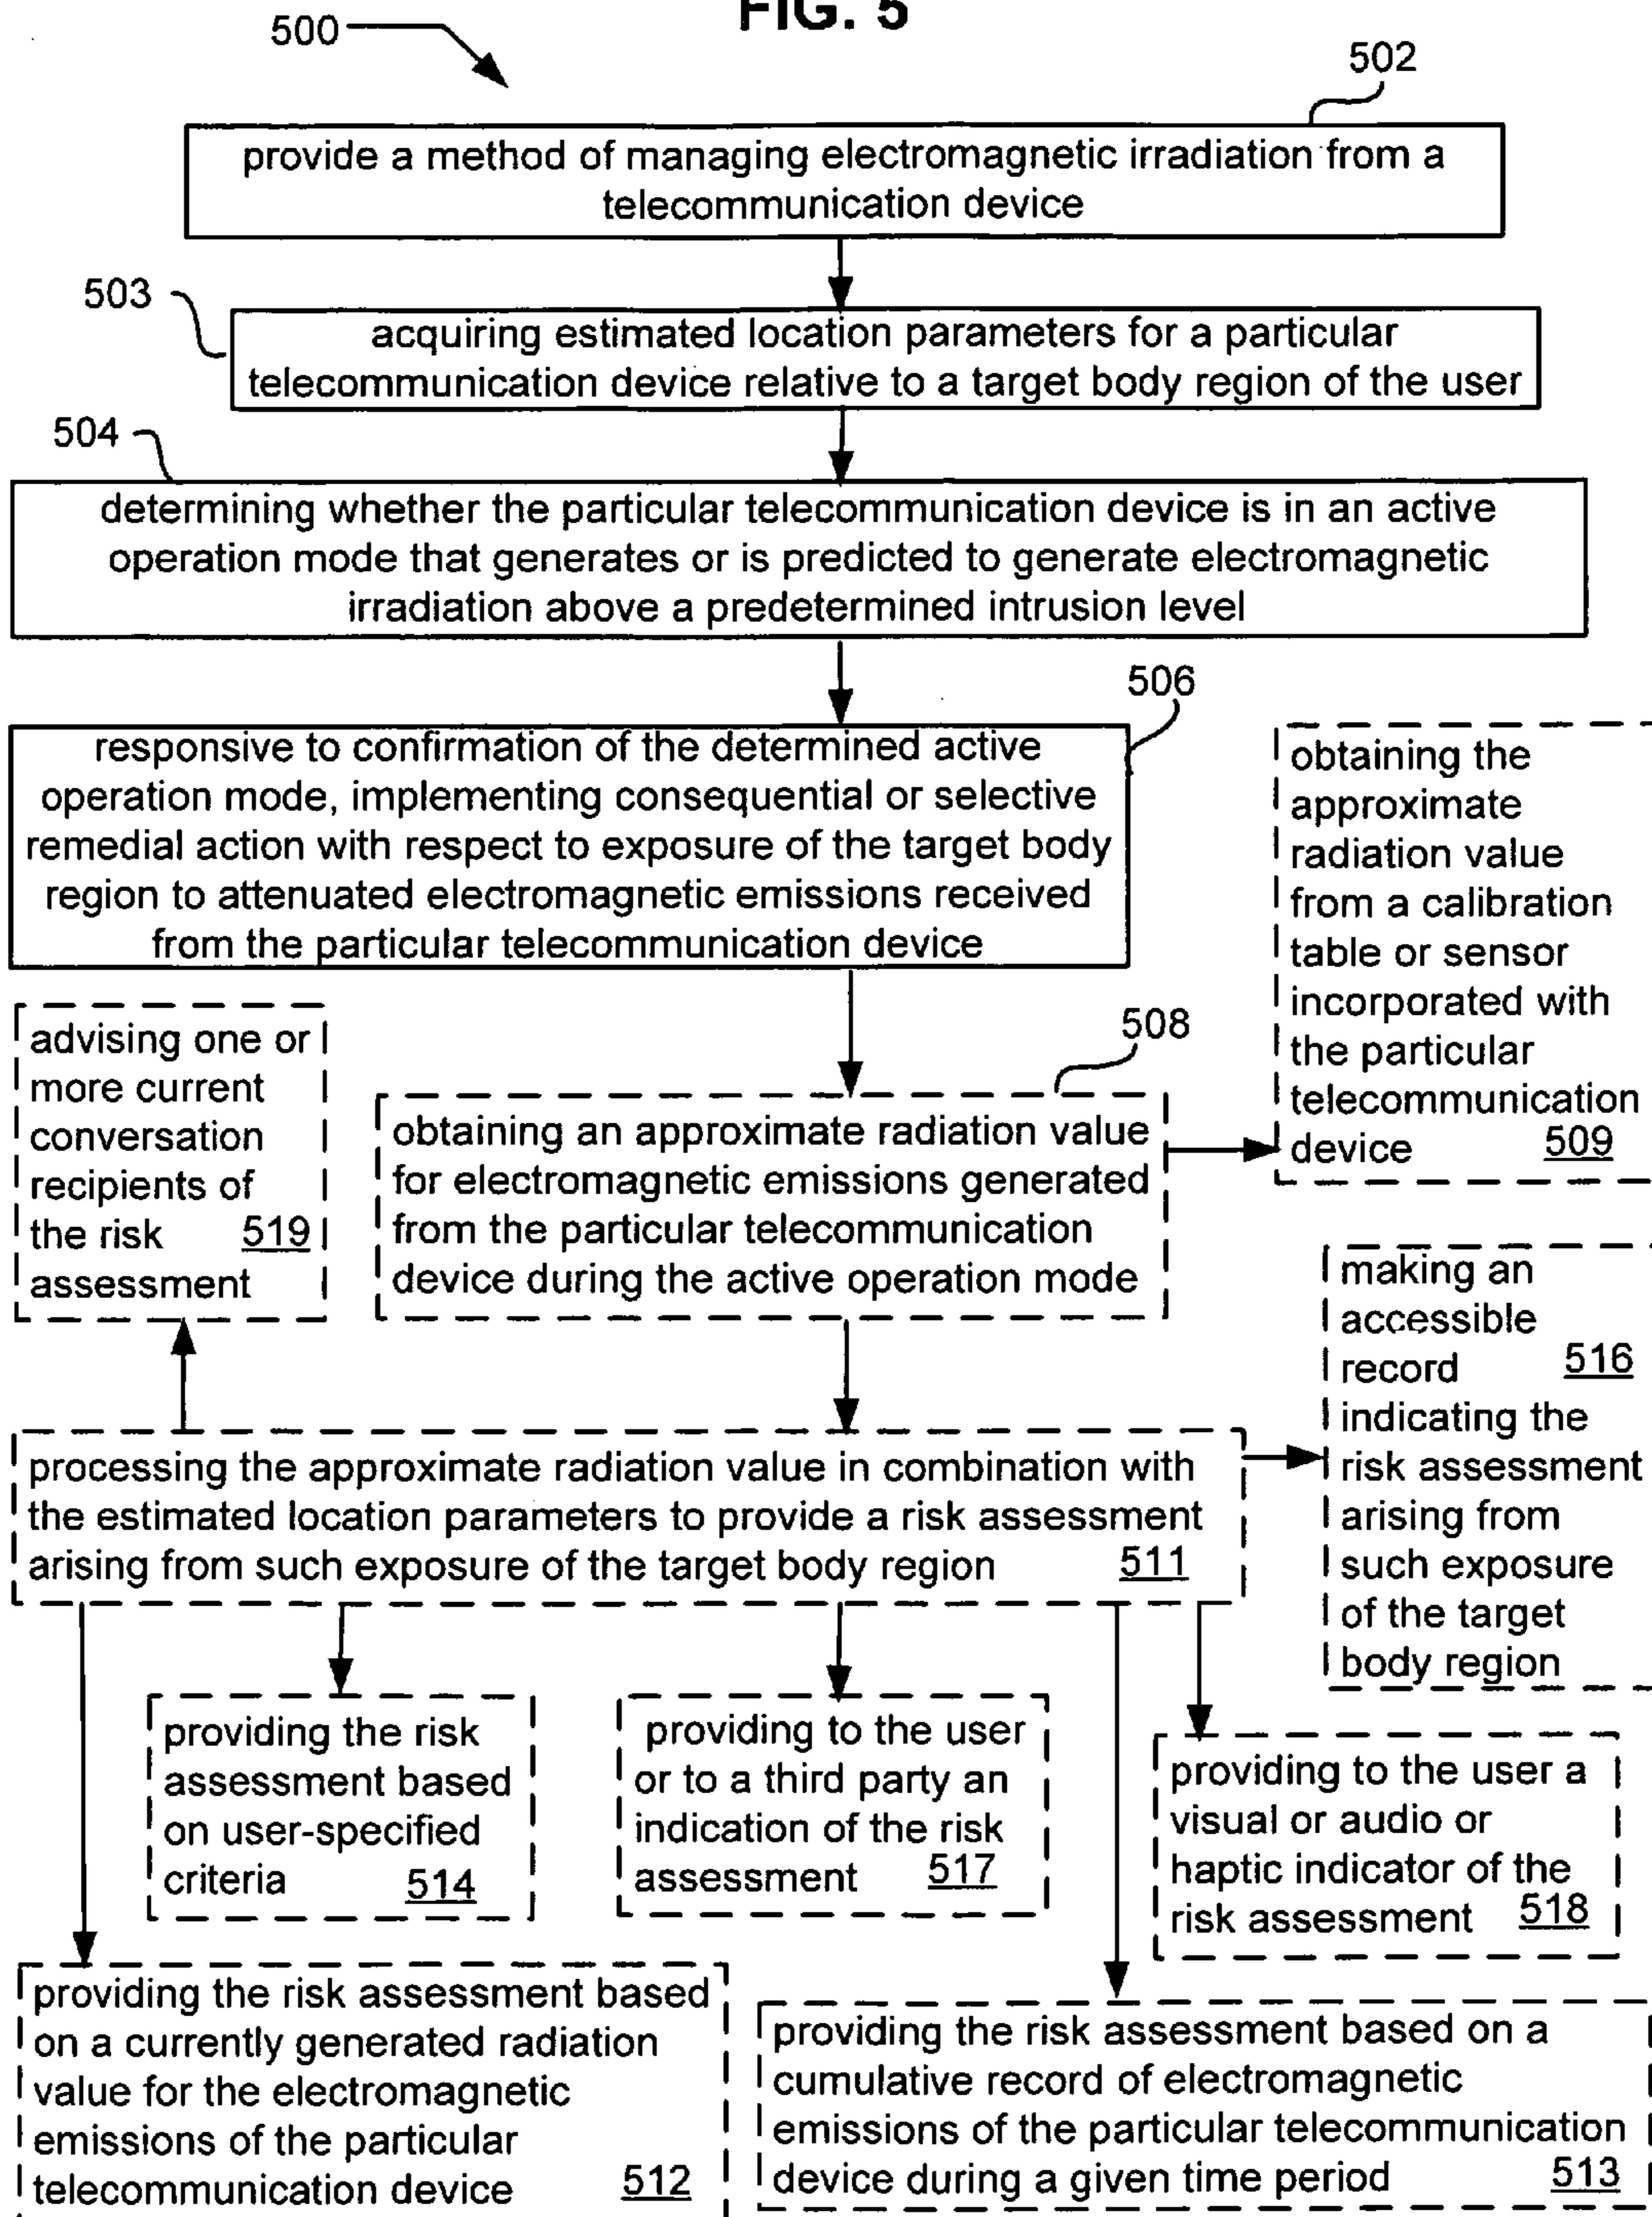 FIG. 5
500
502
provide a method of managing electromagnetic irradiation from a
telecommunication device
503
acquiring estimated location parameters for a particular
telecommunication device relative to a target body region of the user
504
determining whether the particular telecommunication device is in an active
operation mode that generates or is predicted to generate electromagnetic
irradiation above a predetermined intrusion level
506
responsive to confirmation of the determined active
operation mode, implementing consequential or selective
remedial action with respect to exposure of the target body
region to attenuated electromagnetic emissions received
from the particular telecommunication device
obtaining the
approximate
radiation value
from a calibration
table or sensor
incorporated with
the particular
telecommunication
device 509
advising one or
more current
conversation
recipients of
the risk 519
assessment
508
obtaining an approximate radiation value
for electromagnetic emissions generated
from the particular telecommunication
device during the active operation mode
making an
accessible
record 516
indicating the
risk assessment
arising from
such exposure
of the target
body region
processing the approximate radiation value in combination with
the estimated location parameters to provide a risk assessment
arising from such exposure of the target body region 511
providing the risk
assessment based
on user-specified
criteria 514
providing to the user
or to a third party an
indication of the risk
assessment 517
providing to the user a
visual or audio or
haptic indicator of the
risk assessment 518
providing the risk assessment based
on a currently generated radiation
value for the electromagnetic
emissions of the particular
telecommunication device 512
providing the risk assessment based on a
cumulative record of electromagnetic
emissions of the particular telecommunication
device during a given time period 513